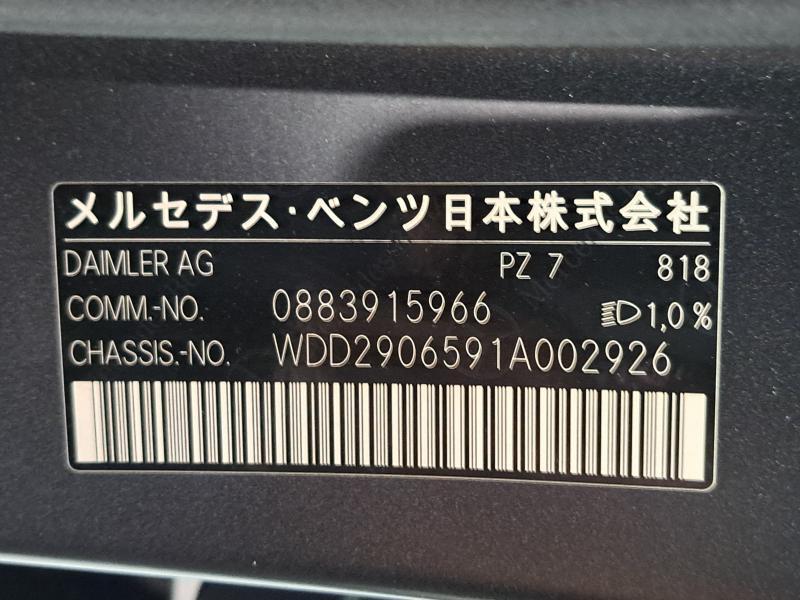 メルセデス・ベンツ日本株式会社
DAIMLER AG PZ 7 818
COMM.-NO. 0883915966 1,0 %
CHASSIS.-NO. WDD2906591A002926